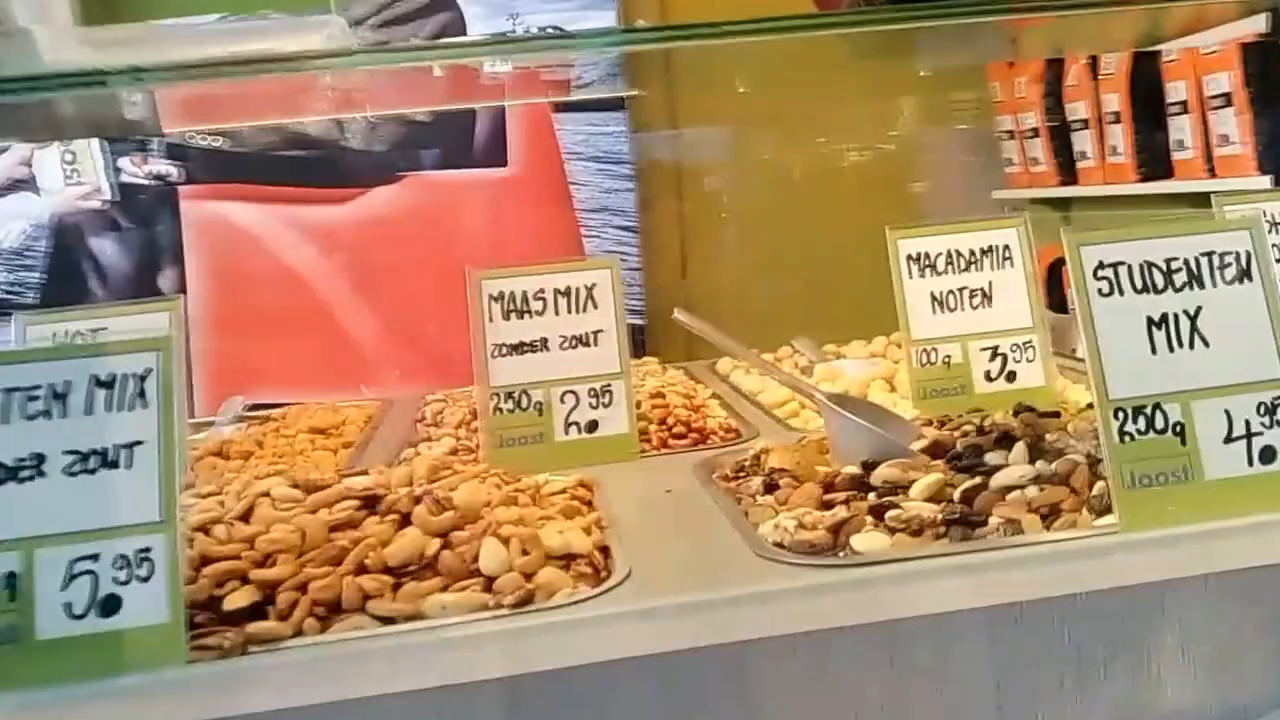 TEN MIX
DER ZOUT
5.95
HOT
MAAS MIX
ZONDER ZOUT
250g
2.95
Joost
MACADAMIA
NOTEN
100g
3.95
Joost
STUDENTEN
MIX
250g
4.95
Joost